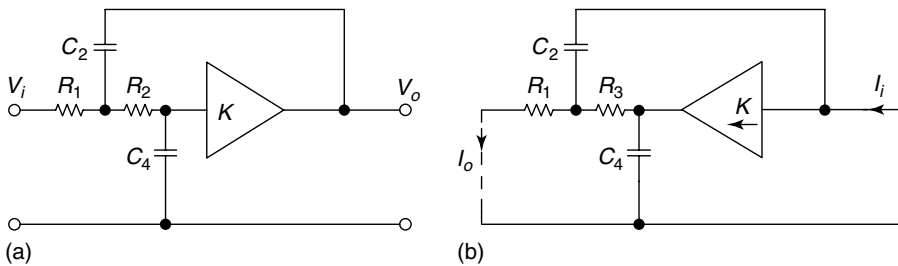 C2
Vi R1 R2 K Vo
C4
(a)
C2
R1 R3 K Ii
Io C4
(b)